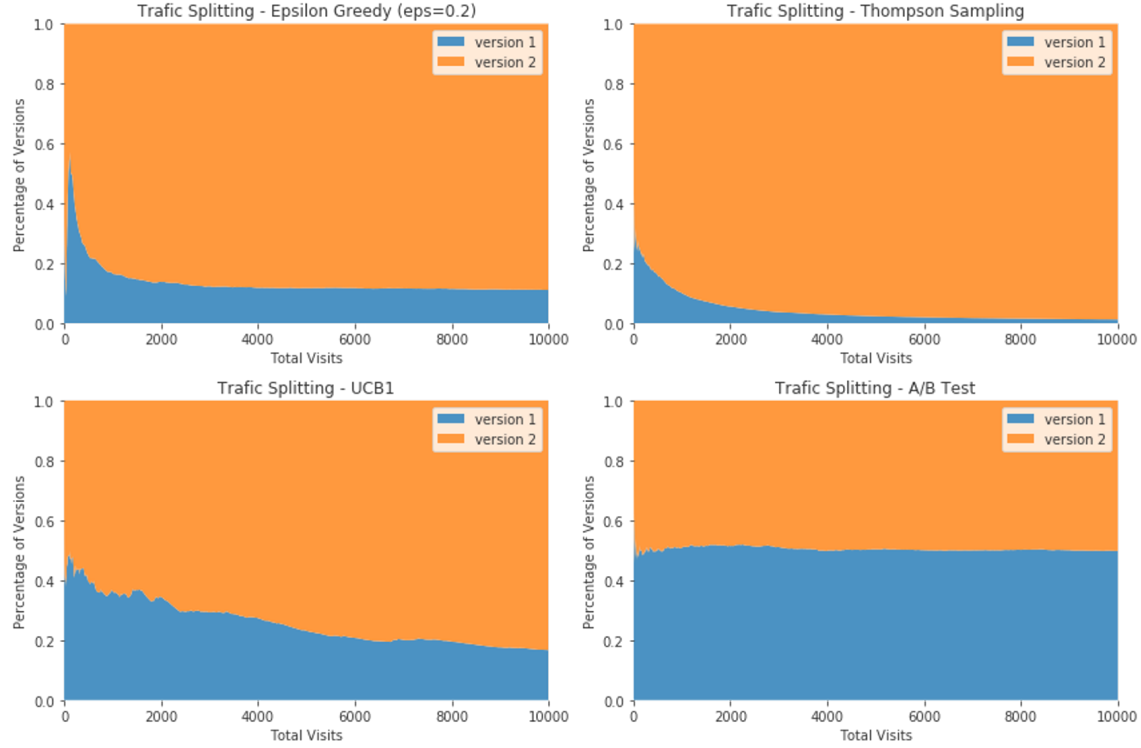 Trafic Splitting - Epsilon Greedy (eps=0.2)
1.0
0.8
0.6
0.4
0.2
0.0
Percentage of Versions
version 1
version 2
0 2000 4000 6000 8000 10000
Total Visits
Trafic Splitting - Thompson Sampling
1.0
0.8
0.6
0.4
0.2
0.0
Percentage of Versions
version 1
version 2
0 2000 4000 6000 8000 10000
Total Visits
Trafic Splitting - UCB1
1.0
0.8
0.6
0.4
0.2
0.0
Percentage of Versions
version 1
version 2
0 2000 4000 6000 8000 10000
Total Visits
Trafic Splitting - A/B Test
1.0
0.8
0.6
0.4
0.2
0.0
Percentage of Versions
version 1
version 2
0 2000 4000 6000 8000 10000
Total Visits